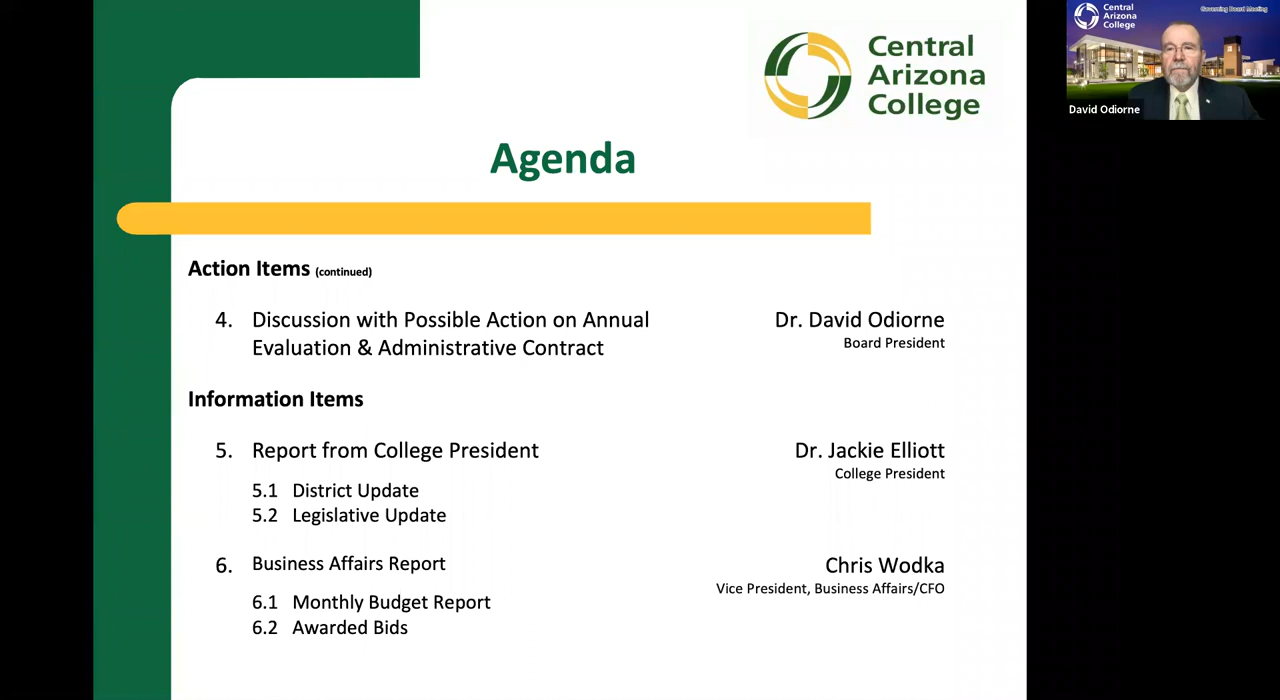 Central
Arizona
College
Agenda
Action Items (continued)
4. Discussion with Possible Action on Annual
Evaluation & Administrative Contract
Dr. David Odiorne
Board President
Information Items
5. Report from College President
Dr. Jackie Elliott
College President
5.1 District Update
5.2 Legislative Update
6. Business Affairs Report
Chris Wodka
Vice President, Business Affairs/CFO
6.1 Monthly Budget Report
6.2 Awarded Bids
Central
Arizona
College
Governing Board Meeting
David Odiorne